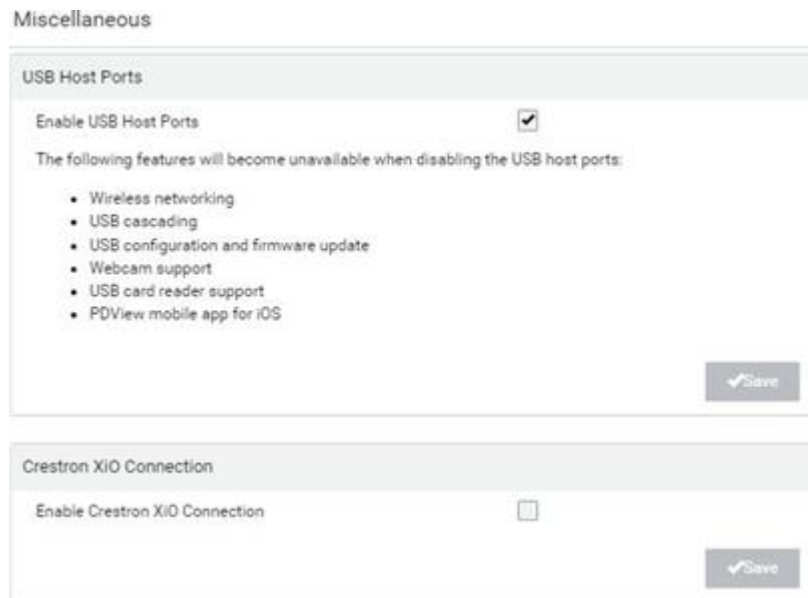 Miscellaneous
USB Host Ports
Enable USB Host Ports
The following features will become unavailable when disabling the USB host ports:
• Wireless networking
• USB cascading
• USB configuration and firmware update
• Webcam support
• USB card reader support
• PDView mobile app for iOS
✔Save
Crestron XiO Connection
Enable Crestron XiO Connection
✔Save